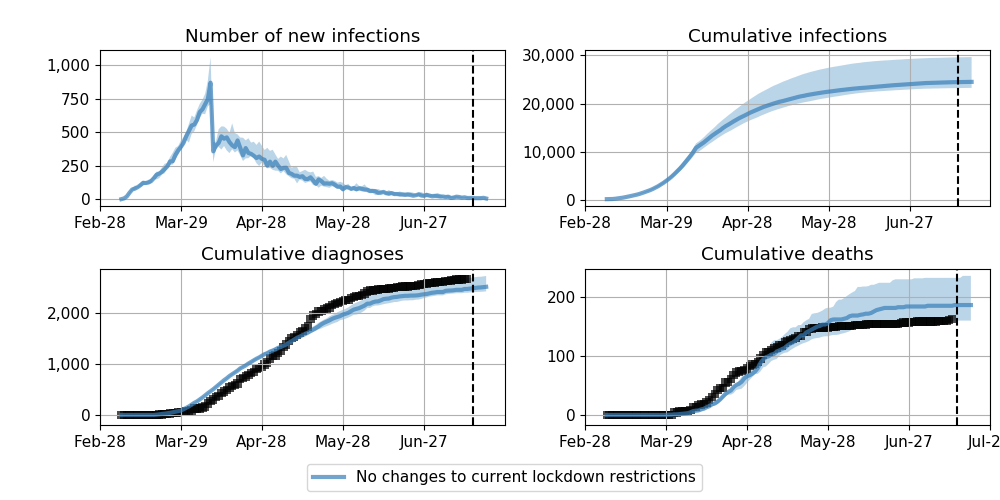 Number of new infections
1,000
750
500
250
0
Feb-28 Mar-29 Apr-28 May-28 Jun-27
Cumulative infections
30,000
20,000
10,000
0
Feb-28 Mar-29 Apr-28 May-28 Jun-27
Cumulative diagnoses
2,000
1,000
0
Feb-28 Mar-29 Apr-28 May-28 Jun-27
Cumulative deaths
200
100
0
Feb-28 Mar-29 Apr-28 May-28 Jun-27 Jul-2
No changes to current lockdown restrictions